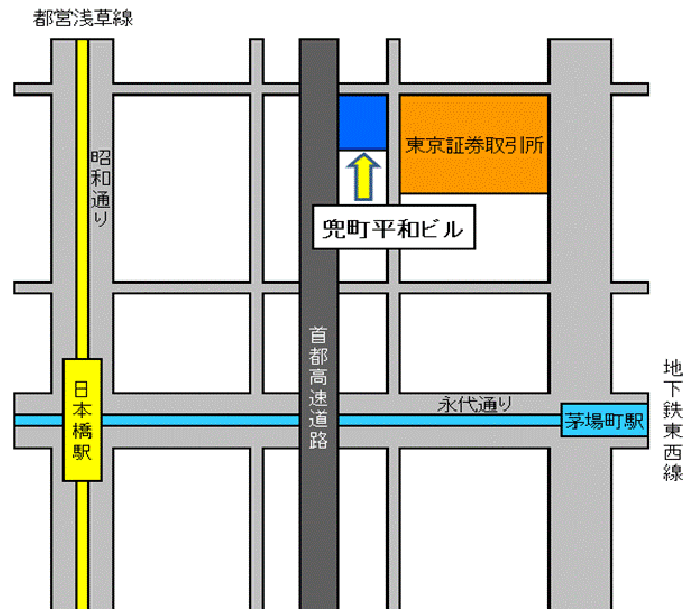 都営浅草線
昭和通り
東京証券取引所
兜町平和ビル
首都高速道路
日本橋駅
永代通り
茅場町駅
地下鉄東西線